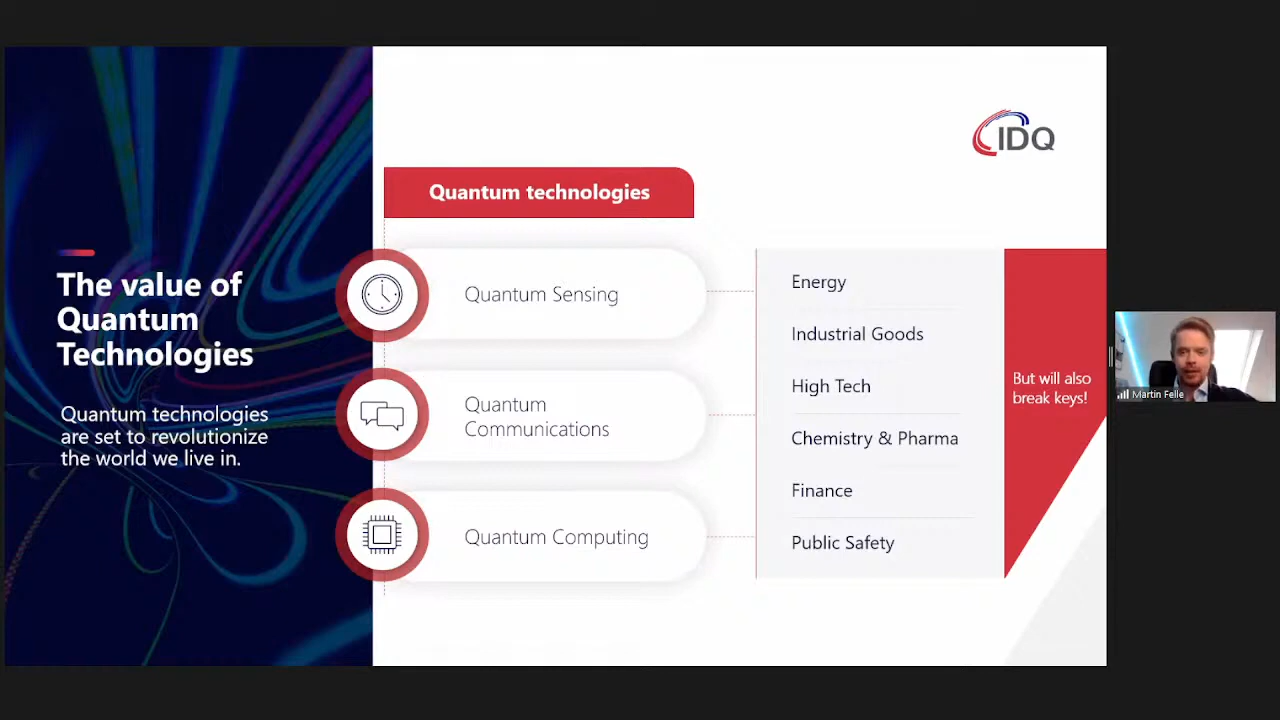 The value of
Quantum
Technologies
Quantum technologies
are set to revolutionize
the world we live in.
IDQ
Quantum technologies
Quantum Sensing
Quantum
Communications
Quantum Computing
Energy
Industrial Goods
High Tech
Chemistry & Pharma
Finance
Public Safety
But will also
break keys!
Martin Felle